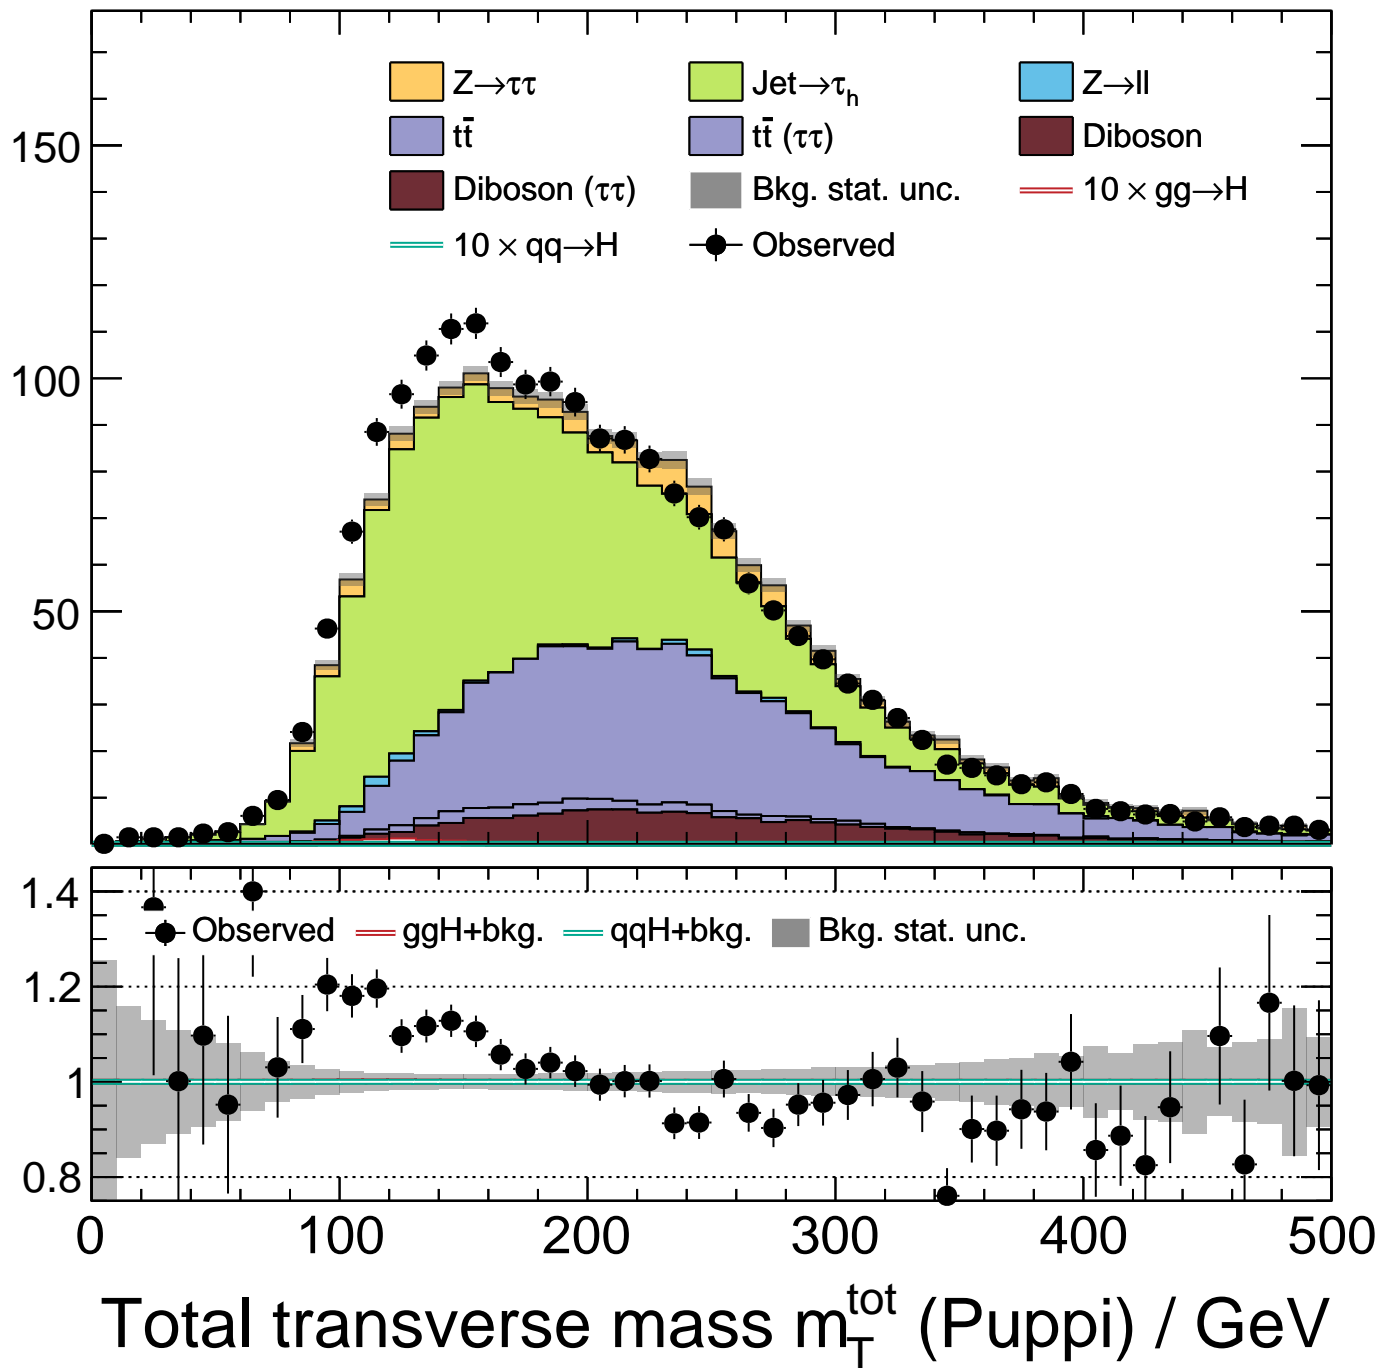 Z→ττ Jet→τh Z→ll
tt̄ tt̄ (ττ) Diboson
Diboson (ττ) Bkg. stat. unc. 10 × gg→H
10 × qq→H Observed
150
100
50
1.4
Observed ggH+bkg. qqH+bkg. Bkg. stat. unc.
1.2
1
0.8
0 100 200 300 400 500
Total transverse mass m_T^tot (Puppi) / GeV